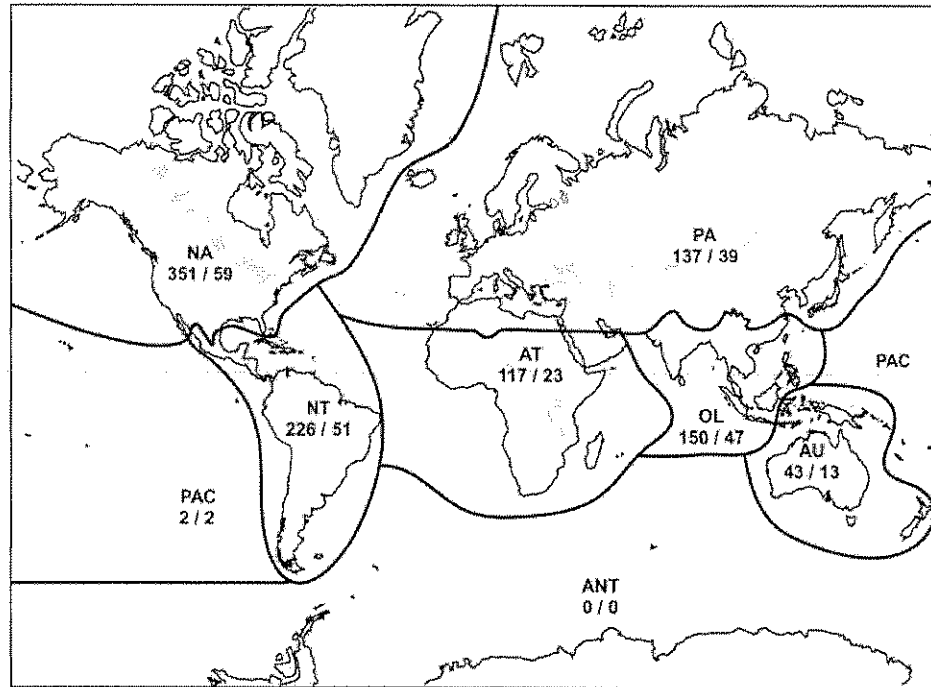 NA
351 / 59
PA
137 / 39
AT
117 / 23
PAC
NT
226 / 51
OL
150 / 47
AU
43 / 13
PAC
2 / 2
ANT
0 / 0